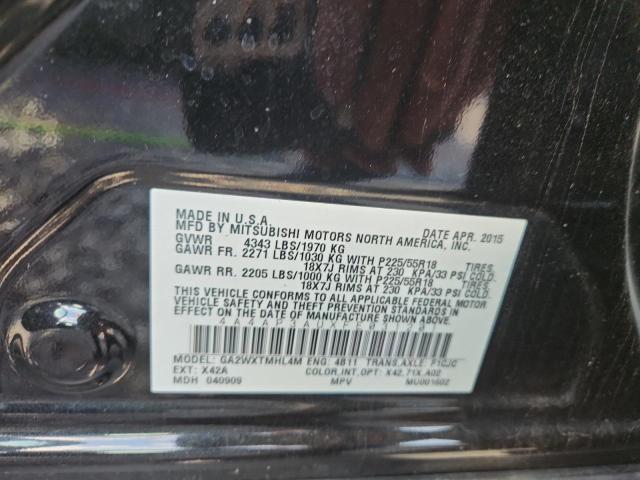 MADE IN U.S.A. DATE APR. 2015
MFD BY MITSUBISHI MOTORS NORTH AMERICA, INC.
GVWR 4343 LBS/1970 KG
GAWR FR. 2271 LBS/1030 KG WITH P225/55R18 TIRES,
18X7J RIMS AT 230 KPA/33 PSI COLD.
GAWR RR. 2205 LBS/1000 KG WITH P225/55R18 TIRES,
18X7J RIMS AT 230 KPA/33 PSI COLD.
THIS VEHICLE CONFORMS TO ALL APPLICABLE FEDERAL MOTOR
VEHICLE SAFETY AND THEFT PREVENTION STANDARDS IN
EFFECT ON THE DATE OF MANUFACTURE SHOWN ABOVE.
MODEL: GA2WXTMHL4M ENG: 4B11 TRANS.AXLE: F1CJC
EXT: X42A COLOR,INT,OPT: X42,71X,A02
MDH 040909 MPV MU001602